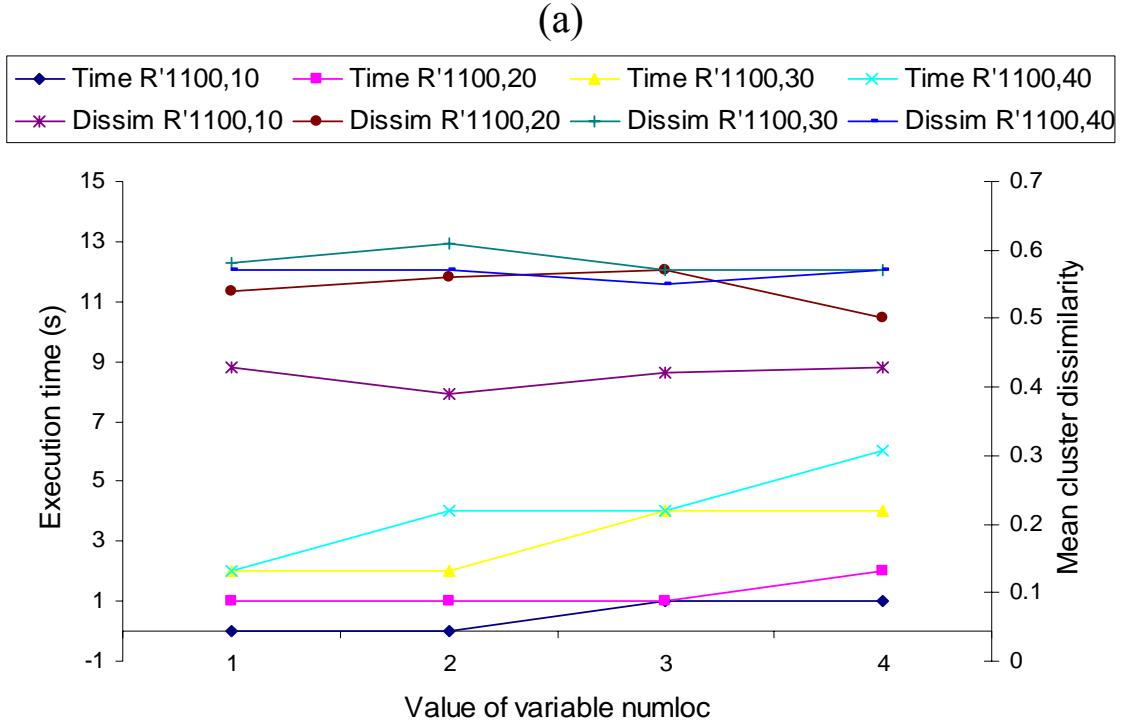 (a)
Time R'1100,10 Time R'1100,20 Time R'1100,30 Time R'1100,40
Dissim R'1100,10 Dissim R'1100,20 Dissim R'1100,30 Dissim R'1100,40
Execution time (s)
15
13
11
9
7
5
3
1
-1
1 2 3 4
Value of variable numloc
0.7
0.6
0.5
0.4
0.3
0.2
0.1
0
Mean cluster dissimilarity